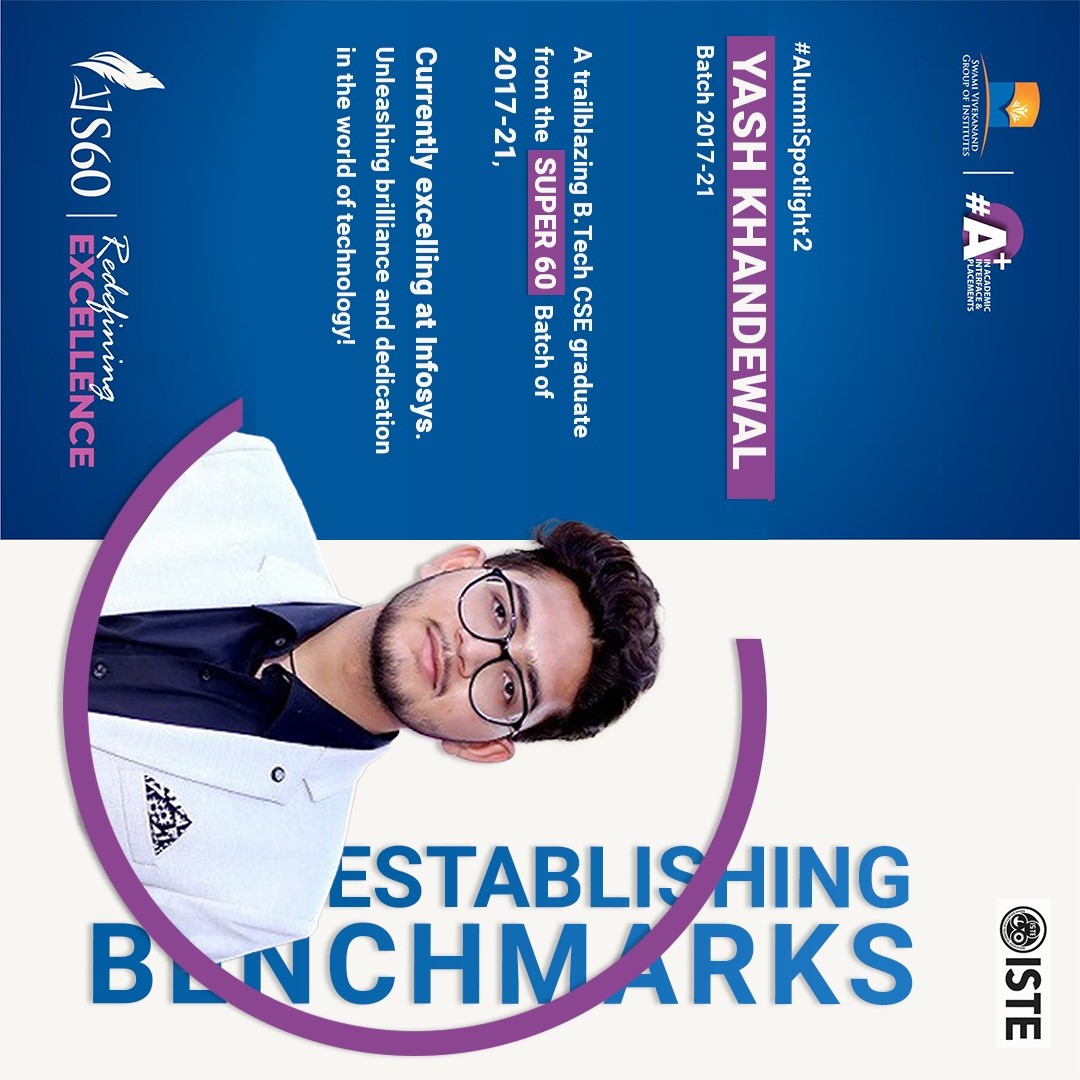 SWAMI VIVEKANAND
GROUP OF INSTITUTES
#A+
IN ACADEMIC
INTERFACE &
PLACEMENTS
ISTE
ISTE
#AlumniSpotlight2
YASH KHANDEWAL
Batch 2017-21
A trailblazing B.Tech CSE graduate
from the SUPER 60 Batch of
2017-21,
Currently excelling at Infosys.
Unleashing brilliance and dedication
in the world of technology!
ESTABLISHING
BENCHMARKS
S60
Redefining
EXCELLENCE